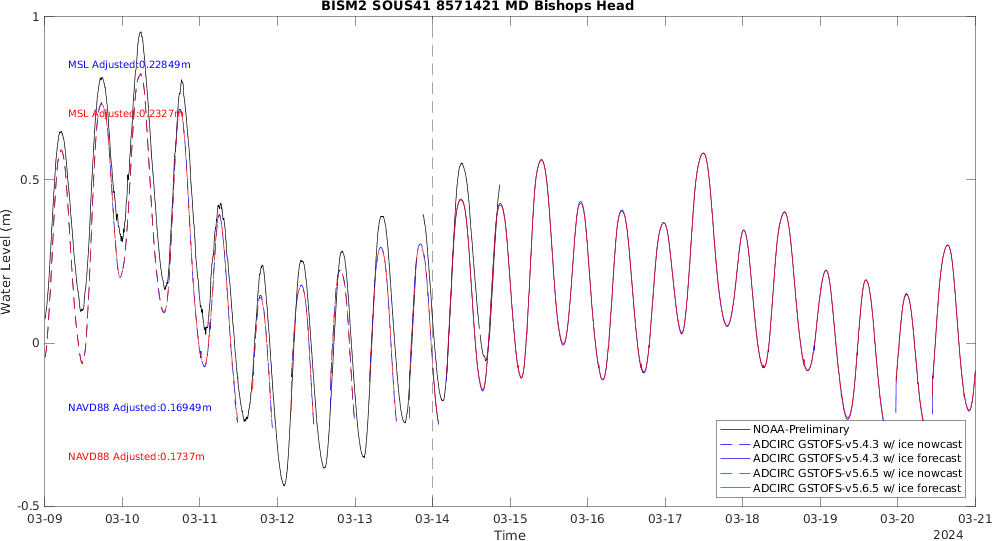 BISM2 SOUS41 8571421 MD Bishops Head
1
0.5
0
-0.5
Water Level (m)
MSL Adjusted:0.22849m
MSL Adjusted:0.2327m
NAVD88 Adjusted:0.16949m
NAVD88 Adjusted:0.1737m
NOAA-Preliminary
ADCIRC GSTOFS-v5.4.3 w/ ice nowcast
ADCIRC GSTOFS-v5.4.3 w/ ice forecast
ADCIRC GSTOFS-v5.6.5 w/ ice nowcast
ADCIRC GSTOFS-v5.6.5 w/ ice forecast
03-09 03-10 03-11 03-12 03-13 03-14 03-15 03-16 03-17 03-18 03-19 03-20 03-21
Time
2024